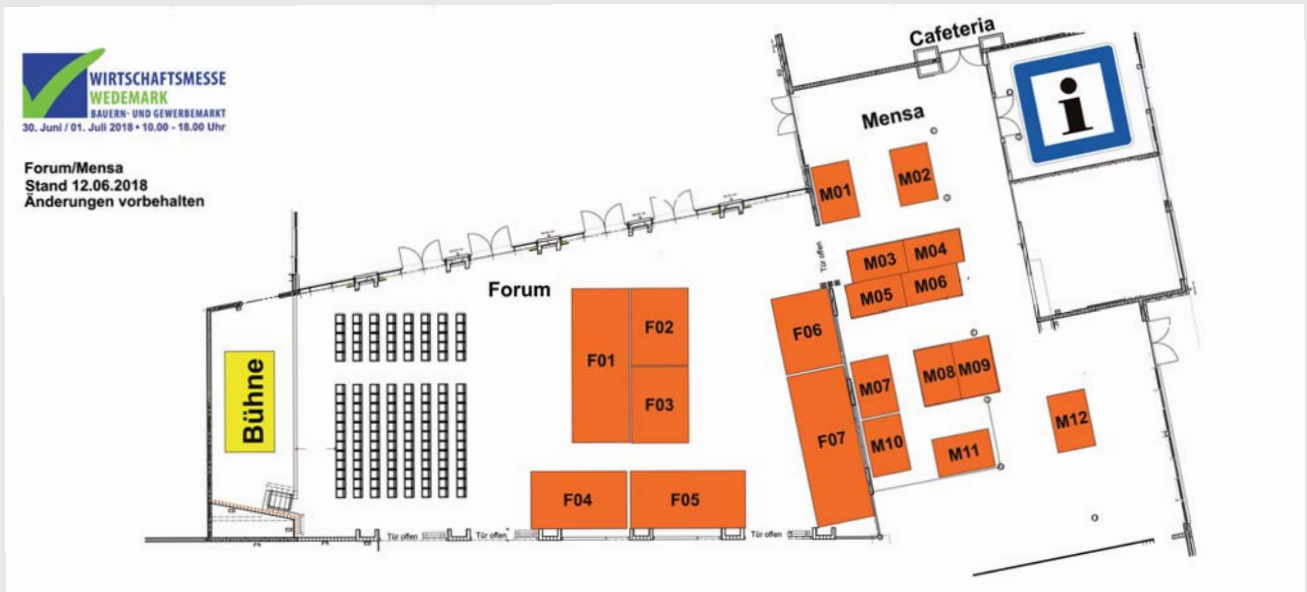 WIRTSCHAFTSMESSE
WEDEMARK
BAUERN- UND GEWERBEMARKT
30. Juni / 01. Juli 2018 • 10.00 - 18.00 Uhr
Forum/Mensa
Stand 12.06.2018
Änderungen vorbehalten
Cafeteria
i
Mensa
M01
M02
Tür offen
M03
M04
M05
M06
Forum
Bühne
F01
F02
F03
F06
F07
M07
M08
M09
M10
M11
M12
F04
F05
Tür offen
Tür offen
Tür offen